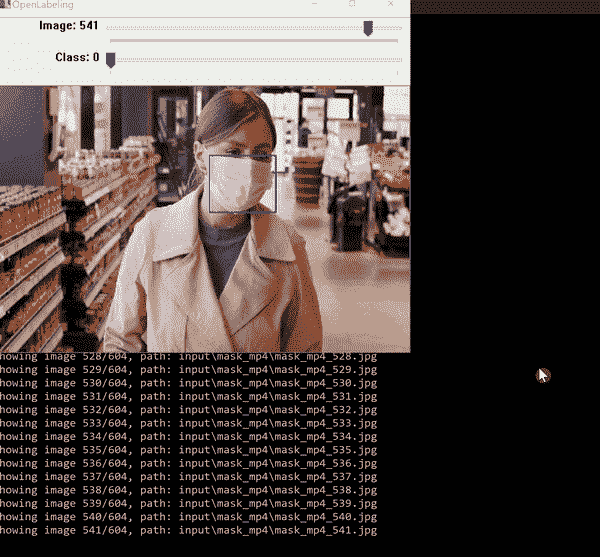 OpenLabeling
Image: 541
Class: 0
howing image 528/604, path: input\mask_mp4\mask_mp4_528.jpg
howing image 529/604, path: input\mask_mp4\mask_mp4_529.jpg
howing image 530/604, path: input\mask_mp4\mask_mp4_530.jpg
howing image 531/604, path: input\mask_mp4\mask_mp4_531.jpg
howing image 532/604, path: input\mask_mp4\mask_mp4_532.jpg
howing image 533/604, path: input\mask_mp4\mask_mp4_533.jpg
howing image 534/604, path: input\mask_mp4\mask_mp4_534.jpg
howing image 535/604, path: input\mask_mp4\mask_mp4_535.jpg
howing image 536/604, path: input\mask_mp4\mask_mp4_536.jpg
howing image 537/604, path: input\mask_mp4\mask_mp4_537.jpg
howing image 538/604, path: input\mask_mp4\mask_mp4_538.jpg
howing image 539/604, path: input\mask_mp4\mask_mp4_539.jpg
howing image 540/604, path: input\mask_mp4\mask_mp4_540.jpg
howing image 541/604, path: input\mask_mp4\mask_mp4_541.jpg